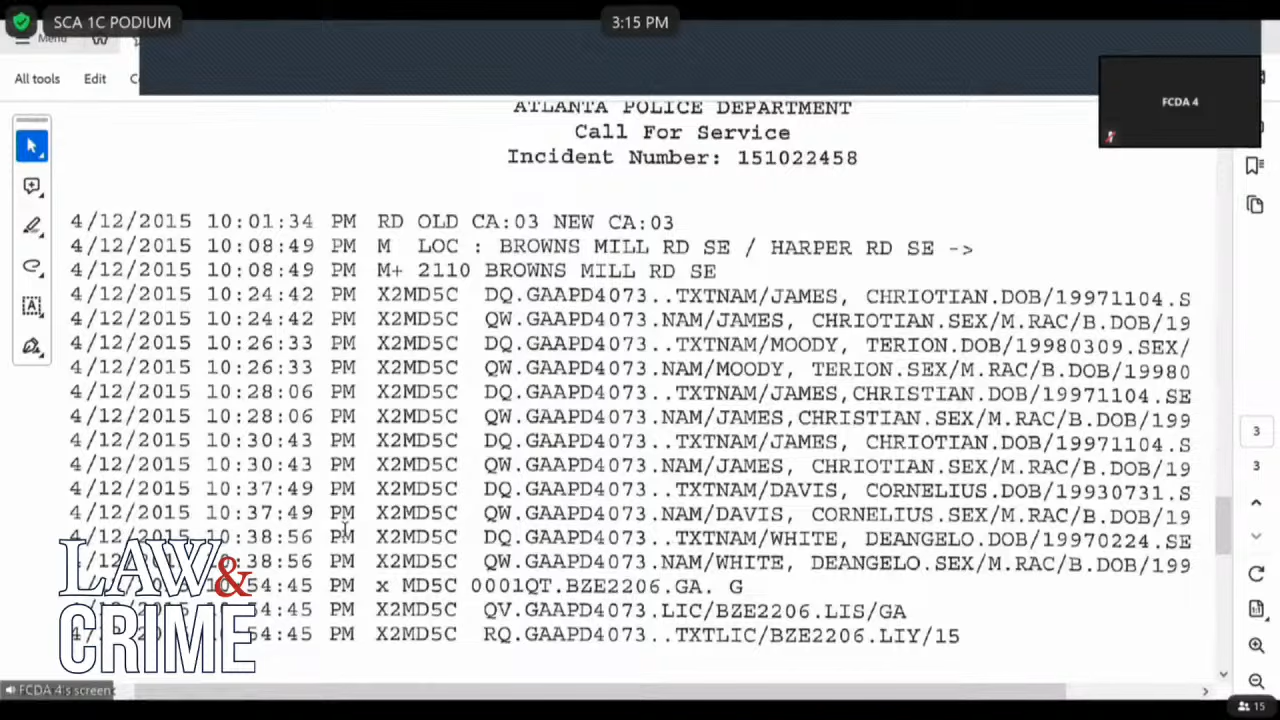 SCA 1C PODIUM
3:15 PM
Menu
All tools Edit
FCDA 4
ATLANTA POLICE DEPARTMENT
Call For Service
Incident Number: 151022458
4/12/2015 10:01:34 PM RD OLD CA:03 NEW CA:03
4/12/2015 10:08:49 PM M LOC : BROWNS MILL RD SE / HARPER RD SE ->
4/12/2015 10:08:49 PM M+ 2110 BROWNS MILL RD SE
4/12/2015 10:24:42 PM X2MD5C DQ.GAAPD4073..TXTNAM/JAMES, CHRIOTIAN.DOB/19971104.S
4/12/2015 10:24:42 PM X2MD5C QW.GAAPD4073.NAM/JAMES, CHRIOTIAN.SEX/M.RAC/B.DOB/19
4/12/2015 10:26:33 PM X2MD5C DQ.GAAPD4073..TXTNAM/MOODY, TERION.DOB/19980309.SEX/
4/12/2015 10:26:33 PM X2MD5C QW.GAAPD4073.NAM/MOODY, TERION.SEX/M.RAC/B.DOB/19980
4/12/2015 10:28:06 PM X2MD5C DQ.GAAPD4073..TXTNAM/JAMES,CHRISTIAN.DOB/19971104.SE
4/12/2015 10:28:06 PM X2MD5C QW.GAAPD4073.NAM/JAMES,CHRISTIAN.SEX/M.RAC/B.DOB/199
4/12/2015 10:30:43 PM X2MD5C DQ.GAAPD4073..TXTNAM/JAMES, CHRIOTIAN.DOB/19971104.S
4/12/2015 10:30:43 PM X2MD5C QW.GAAPD4073.NAM/JAMES, CHRIOTIAN.SEX/M.RAC/B.DOB/19
4/12/2015 10:37:49 PM X2MD5C DQ.GAAPD4073..TXTNAM/DAVIS, CORNELIUS.DOB/19930731.S
4/12/2015 10:37:49 PM X2MD5C QW.GAAPD4073.NAM/DAVIS, CORNELIUS.SEX/M.RAC/B.DOB/19
4/12/2015 10:38:56 PM X2MD5C DQ.GAAPD4073..TXTNAM/WHITE, DEANGELO.DOB/19970224.SE
:38:56 PM X2MD5C QW.GAAPD4073.NAM/WHITE, DEANGELO.SEX/M.RAC/B.DOB/199
54:45 PM x MD5C 0001QT.BZE2206.GA. G
4:45 PM X2MD5C QV.GAAPD4073.LIC/BZE2206.LIS/GA
54:45 PM X2MD5C RQ.GAAPD4073..TXTLIC/BZE2206.LIY/15
3
3
LAW&
CRIME
FCDA 4's screen
15